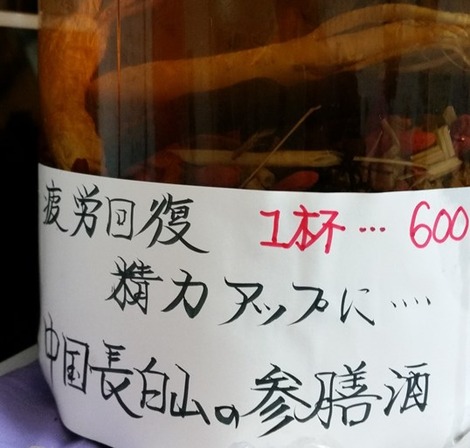 疲労回復 1杯… 600
精力アップに‥‥
中国長白山の参膳酒